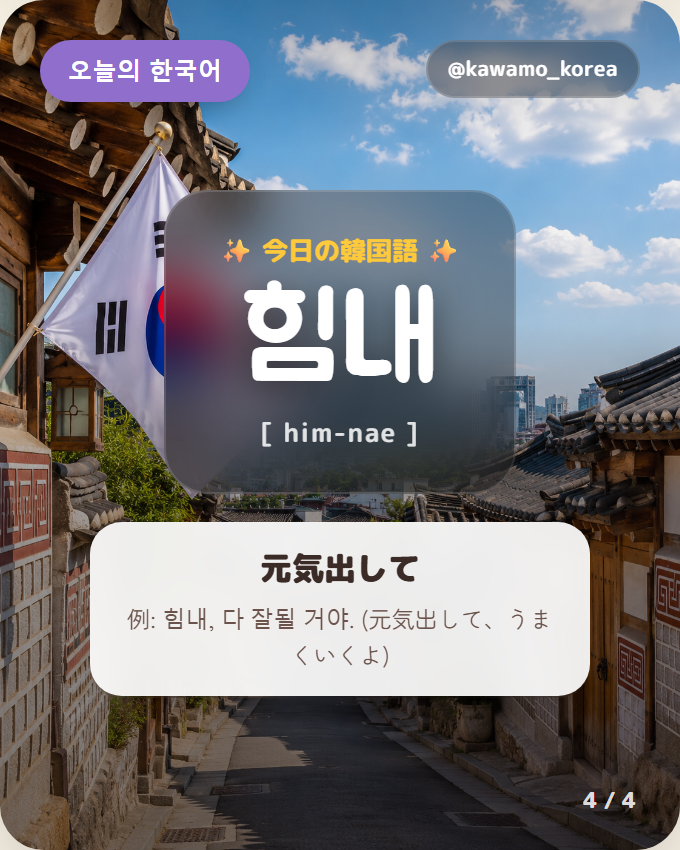 오늘의 한국어
@kawamo_korea
✨ 今日の韓国語 ✨
힘내
[ him-nae ]
元気出して
例: 힘내, 다 잘될 거야. (元気出して、うま
くいくよ)
4 / 4